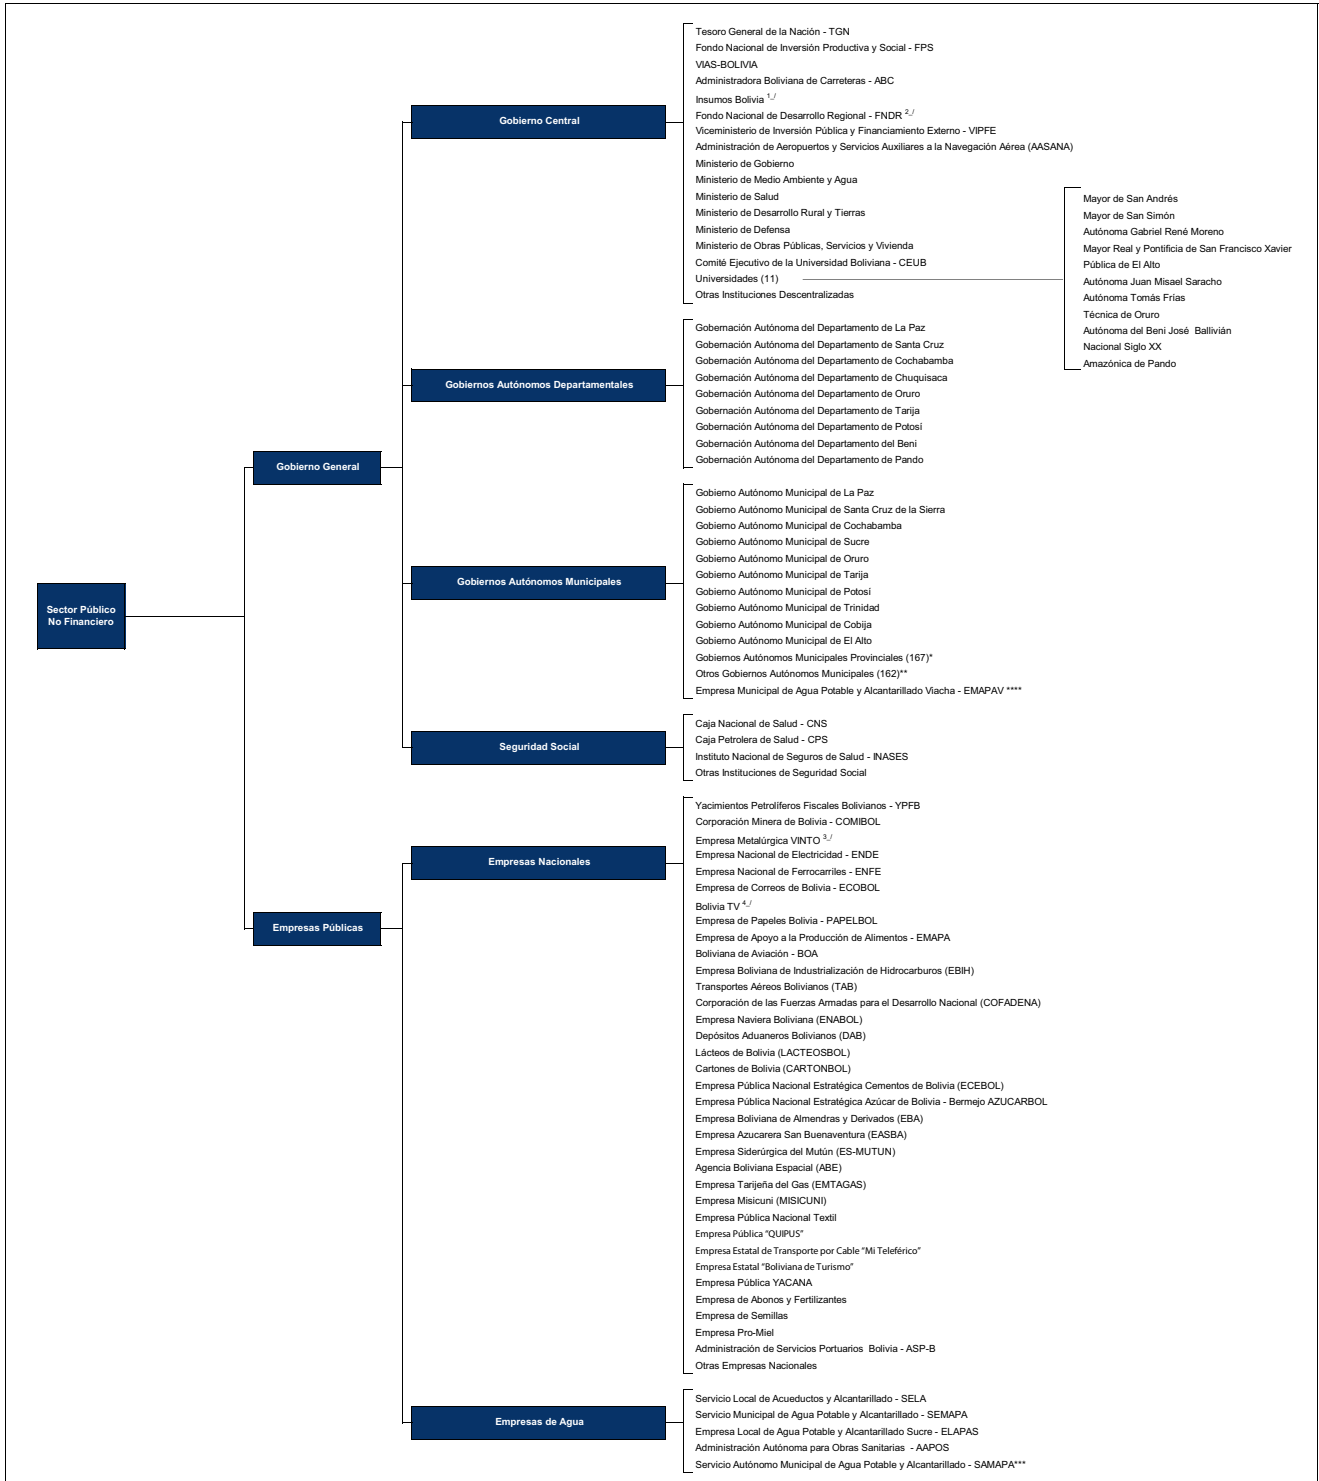 Sector Público
No Financiero
Gobierno General
Gobierno Central
Tesoro General de la Nación - TGN
Fondo Nacional de Inversión Productiva y Social - FPS
VIAS-BOLIVIA
Administradora Boliviana de Carreteras - ABC
Insumos Bolivia 1_/
Fondo Nacional de Desarrollo Regional - FNDR 2_/
Viceministerio de Inversión Pública y Financiamiento Externo - VIPFE
Administración de Aeropuertos y Servicios Auxiliares a la Navegación Aérea (AASANA)
Ministerio de Gobierno
Ministerio de Medio Ambiente y Agua
Ministerio de Salud
Ministerio de Desarrollo Rural y Tierras
Ministerio de Defensa
Ministerio de Obras Públicas, Servicios y Vivienda
Comité Ejecutivo de la Universidad Boliviana - CEUB
Universidades (11)
Otras Instituciones Descentralizadas
Mayor de San Andrés
Mayor de San Simón
Autónoma Gabriel René Moreno
Mayor Real y Pontificia de San Francisco Xavier
Pública de El Alto
Autónoma Juan Misael Saracho
Autónoma Tomás Frías
Técnica de Oruro
Autónoma del Beni José Ballivián
Nacional Siglo XX
Amazónica de Pando
Gobiernos Autónomos Departamentales
Gobernación Autónoma del Departamento de La Paz
Gobernación Autónoma del Departamento de Santa Cruz
Gobernación Autónoma del Departamento de Cochabamba
Gobernación Autónoma del Departamento de Chuquisaca
Gobernación Autónoma del Departamento de Oruro
Gobernación Autónoma del Departamento de Tarija
Gobernación Autónoma del Departamento de Potosí
Gobernación Autónoma del Departamento del Beni
Gobernación Autónoma del Departamento de Pando
Gobiernos Autónomos Municipales
Gobierno Autónomo Municipal de La Paz
Gobierno Autónomo Municipal de Santa Cruz de la Sierra
Gobierno Autónomo Municipal de Cochabamba
Gobierno Autónomo Municipal de Sucre
Gobierno Autónomo Municipal de Oruro
Gobierno Autónomo Municipal de Tarija
Gobierno Autónomo Municipal de Potosí
Gobierno Autónomo Municipal de Trinidad
Gobierno Autónomo Municipal de Cobija
Gobierno Autónomo Municipal de El Alto
Gobiernos Autónomos Municipales Provinciales (167)*
Otros Gobiernos Autónomos Municipales (162)**
Empresa Municipal de Agua Potable y Alcantarillado Viacha - EMAPAV ****
Seguridad Social
Caja Nacional de Salud - CNS
Caja Petrolera de Salud - CPS
Instituto Nacional de Seguros de Salud - INASES
Otras Instituciones de Seguridad Social
Empresas Públicas
Empresas Nacionales
Yacimientos Petrolíferos Fiscales Bolivianos - YPFB
Corporación Minera de Bolivia - COMIBOL
Empresa Metalúrgica VINTO 3_/
Empresa Nacional de Electricidad - ENDE
Empresa Nacional de Ferrocarriles - ENFE
Empresa de Correos de Bolivia - ECOBOL
Bolivia TV 4_/
Empresa de Papeles Bolivia - PAPELBOL
Empresa de Apoyo a la Producción de Alimentos - EMAPA
Boliviana de Aviación - BOA
Empresa Boliviana de Industrialización de Hidrocarburos (EBIH)
Transportes Aéreos Bolivianos (TAB)
Corporación de las Fuerzas Armadas para el Desarrollo Nacional (COFADENA)
Empresa Naviera Boliviana (ENABOL)
Depósitos Aduaneros Bolivianos (DAB)
Lácteos de Bolivia (LACTEOSBOL)
Cartones de Bolivia (CARTONBOL)
Empresa Pública Nacional Estratégica Cementos de Bolivia (ECEBOL)
Empresa Pública Nacional Estratégica Azúcar de Bolivia - Bermejo AZUCARBOL
Empresa Boliviana de Almendras y Derivados (EBA)
Empresa Azucarera San Buenaventura (EASBA)
Empresa Siderúrgica del Mutún (ES-MUTUN)
Agencia Boliviana Espacial (ABE)
Empresa Tarijeña del Gas (EMTAGAS)
Empresa Misicuni (MISICUNI)
Empresa Pública Nacional Textil
Empresa Pública “QUIPUS”
Empresa Estatal de Transporte por Cable “Mi Teleférico”
Empresa Estatal “Boliviana de Turismo”
Empresa Pública YACANA
Empresa de Abonos y Fertilizantes
Empresa de Semillas
Empresa Pro-Miel
Administración de Servicios Portuarios Bolivia - ASP-B
Otras Empresas Nacionales
Empresas de Agua
Servicio Local de Acueductos y Alcantarillado - SELA
Servicio Municipal de Agua Potable y Alcantarillado - SEMAPA
Empresa Local de Agua Potable y Alcantarillado Sucre - ELAPAS
Administración Autónoma para Obras Sanitarias - AAPOS
Servicio Autónomo Municipal de Agua Potable y Alcantarillado - SAMAPA***